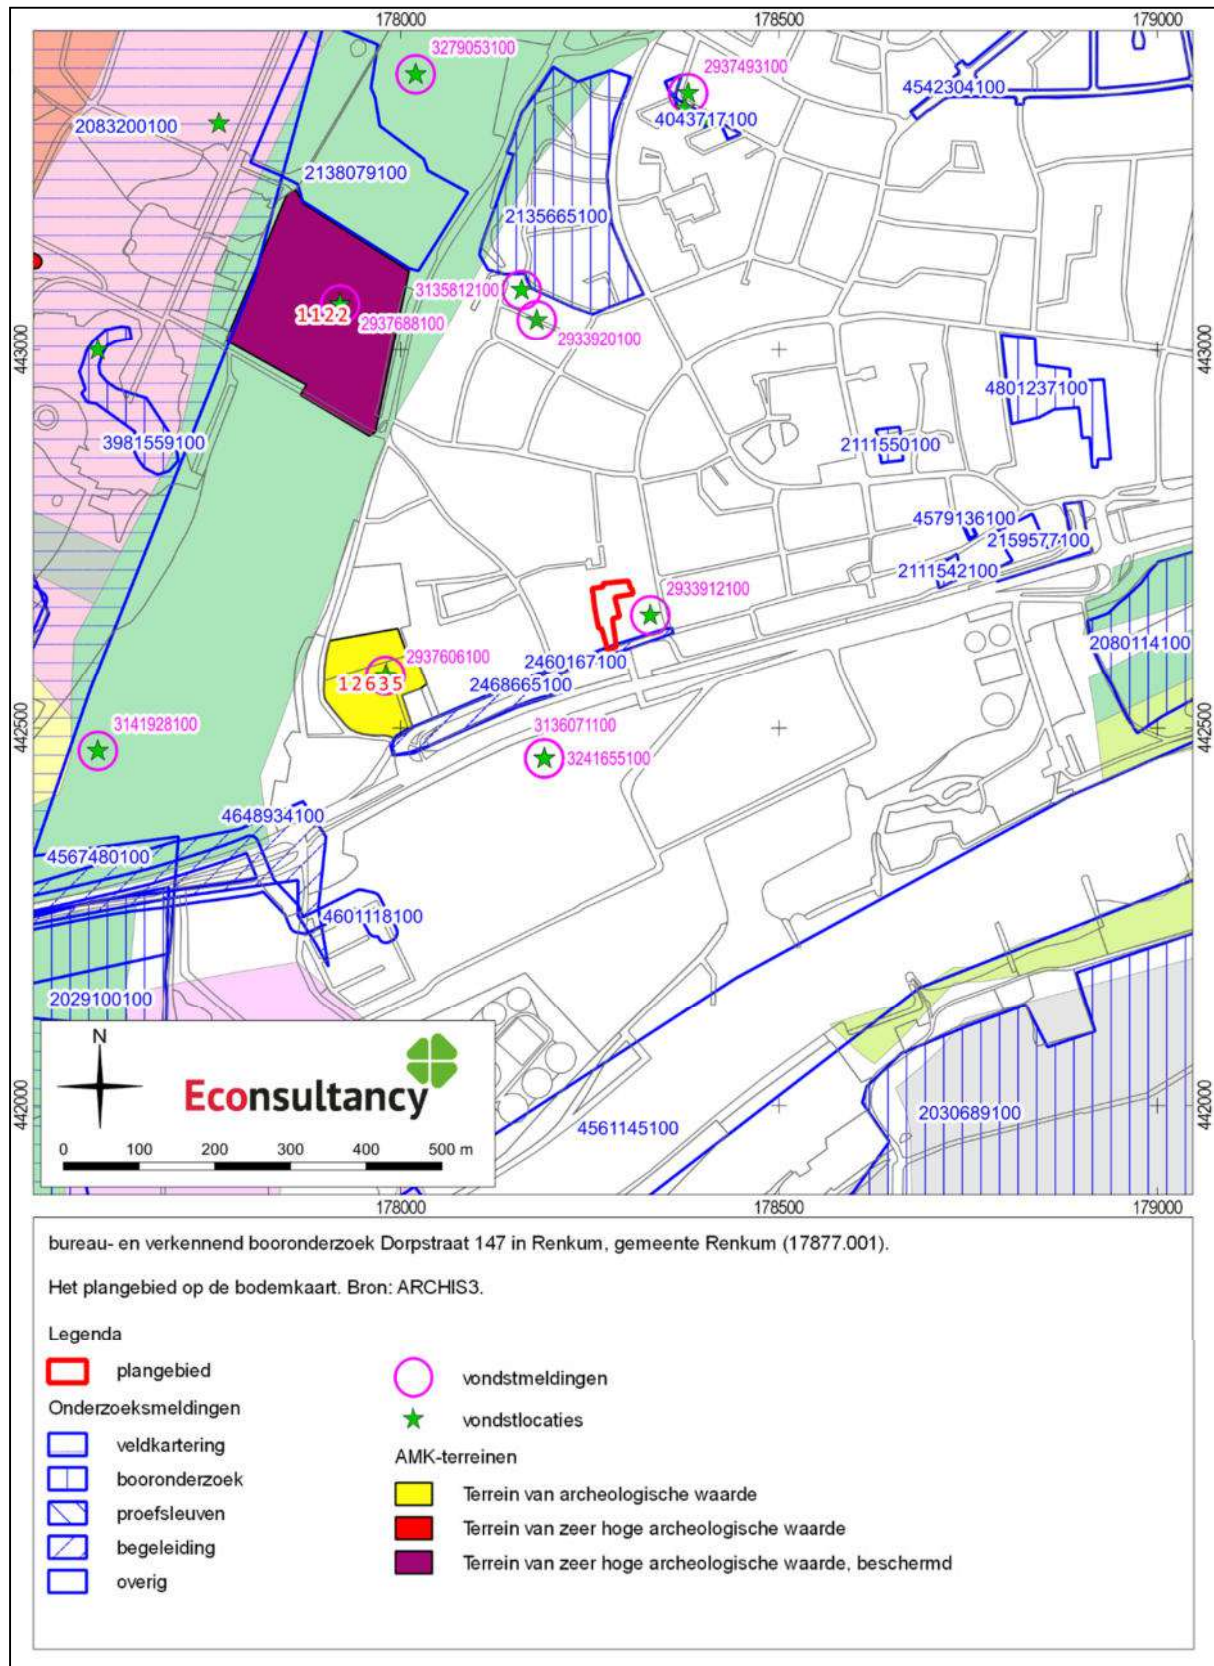 178000 178500 179000
3279053100
2937493100
4542304100
4043717100
2083200100
2138079100
2135665100
3135812100
1122
2937688100
2933920100
443000 443000
4801237100
3981559100
2111550100
4579136100
2159577100
2111542100
2933912100
2080114100
2937606100
2460167100
12635
2468665100
3141928100
3136071100
442500 442500
3241655100
4648934100
4567480100
4601118100
2029100100
N
Econsultancy
442000 442000
4561145100
2030689100
0 100 200 300 400 500 m
178000 178500 179000
bureau- en verkennend booronderzoek Dorpstraat 147 in Renkum, gemeente Renkum (17877.001).
Het plangebied op de bodemkaart. Bron: ARCHIS3.
Legenda
plangebied
Onderzoeksmeldingen
veldkartering
booronderzoek
proefsleuven
begeleiding
overig
vondstmeldingen
vondstlocaties
AMK-terreinen
Terrein van archeologische waarde
Terrein van zeer hoge archeologische waarde
Terrein van zeer hoge archeologische waarde, beschermd